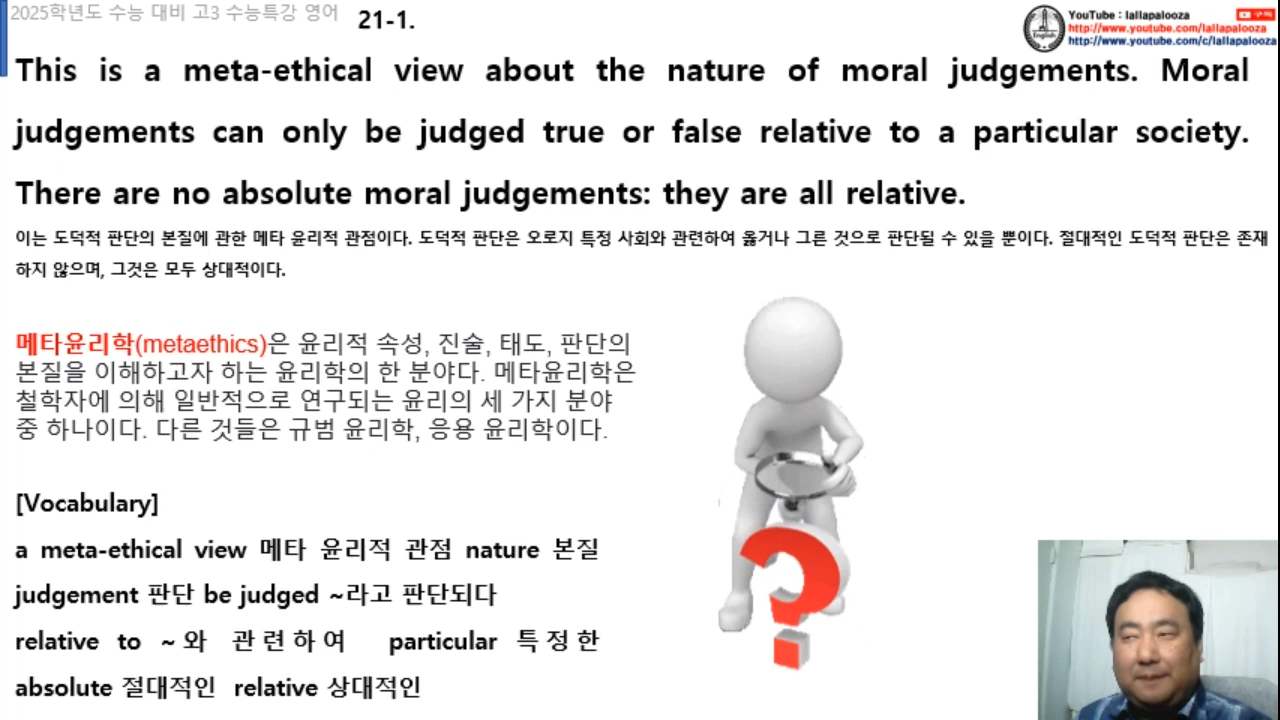 2025학년도 수능 대비 고3 수능특강 영어
21-1.
YouTube : lallapalooza
구독
http://www.youtube.com/lallapalooza
http://www.youtube.com/c/lallapalooza
English
This is a meta-ethical view about the nature of moral judgements. Moral
judgements can only be judged true or false relative to a particular society.
There are no absolute moral judgements: they are all relative.
이는 도덕적 판단의 본질에 관한 메타 윤리적 관점이다. 도덕적 판단은 오로지 특정 사회와 관련하여 옳거나 그른 것으로 판단될 수 있을 뿐이다. 절대적인 도덕적 판단은 존재
하지 않으며, 그것은 모두 상대적이다.
메타윤리학(metaethics)은 윤리적 속성, 진술, 태도, 판단의
본질을 이해하고자 하는 윤리학의 한 분야다. 메타윤리학은
철학자에 의해 일반적으로 연구되는 윤리의 세 가지 분야
중 하나이다. 다른 것들은 규범 윤리학, 응용 윤리학이다.
[Vocabulary]
a meta-ethical view 메타 윤리적 관점 nature 본질
judgement 판단 be judged ~라고 판단되다
relative to ~와 관련하여 particular 특정한
absolute 절대적인 relative 상대적인
?